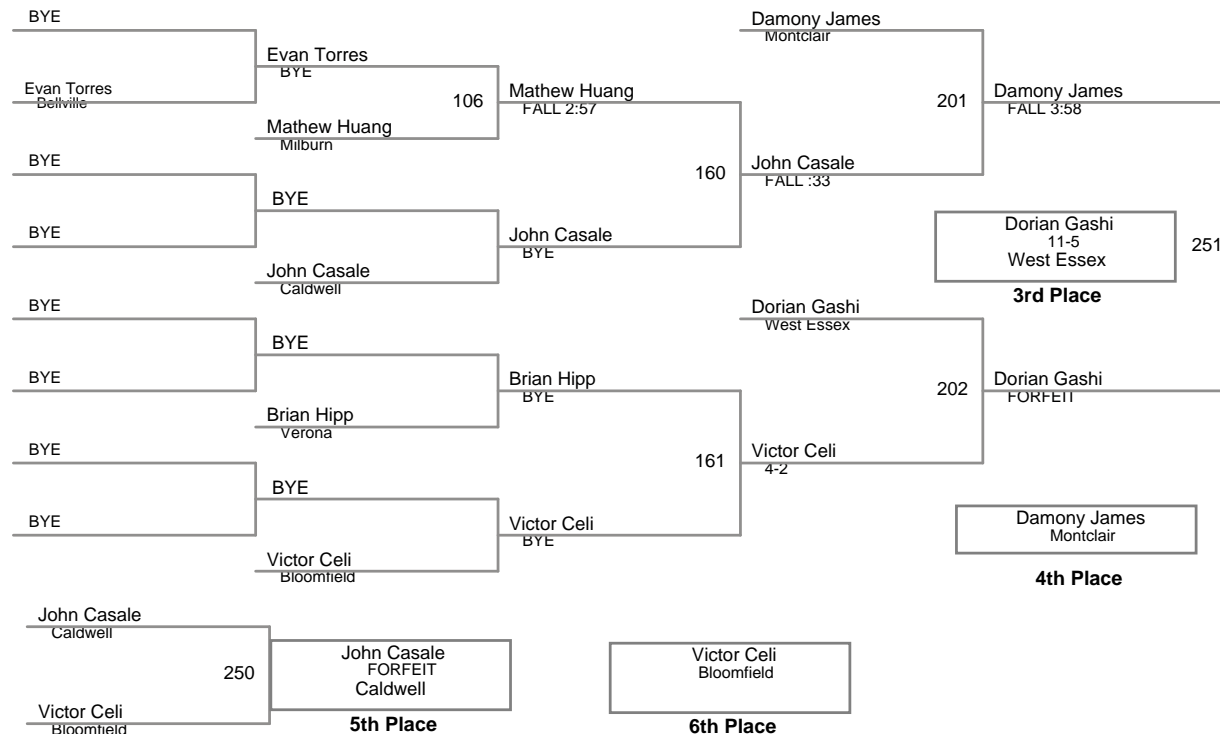 BYE
Evan Torres
Bellville
BYE
BYE
BYE
BYE
BYE
BYE
Evan Torres
BYE
Mathew Huang
Milburn
BYE
John Casale
Caldwell
BYE
Brian Hipp
Verona
BYE
Victor Celi
Bloomfield
106
Mathew Huang
FALL 2:57
John Casale
BYE
Brian Hipp
BYE
Victor Celi
BYE
160
161
Damony James
Montclair
John Casale
FALL :33
Dorian Gashi
West Essex
Victor Celi
4-2
201
202
Damony James
FALL 3:58
Dorian Gashi
11-5
West Essex
251
3rd Place
Dorian Gashi
FORFEIT
Damony James
Montclair
4th Place
John Casale
Caldwell
Victor Celi
Bloomfield
250
John Casale
FORFEIT
Caldwell
5th Place
Victor Celi
Bloomfield
6th Place